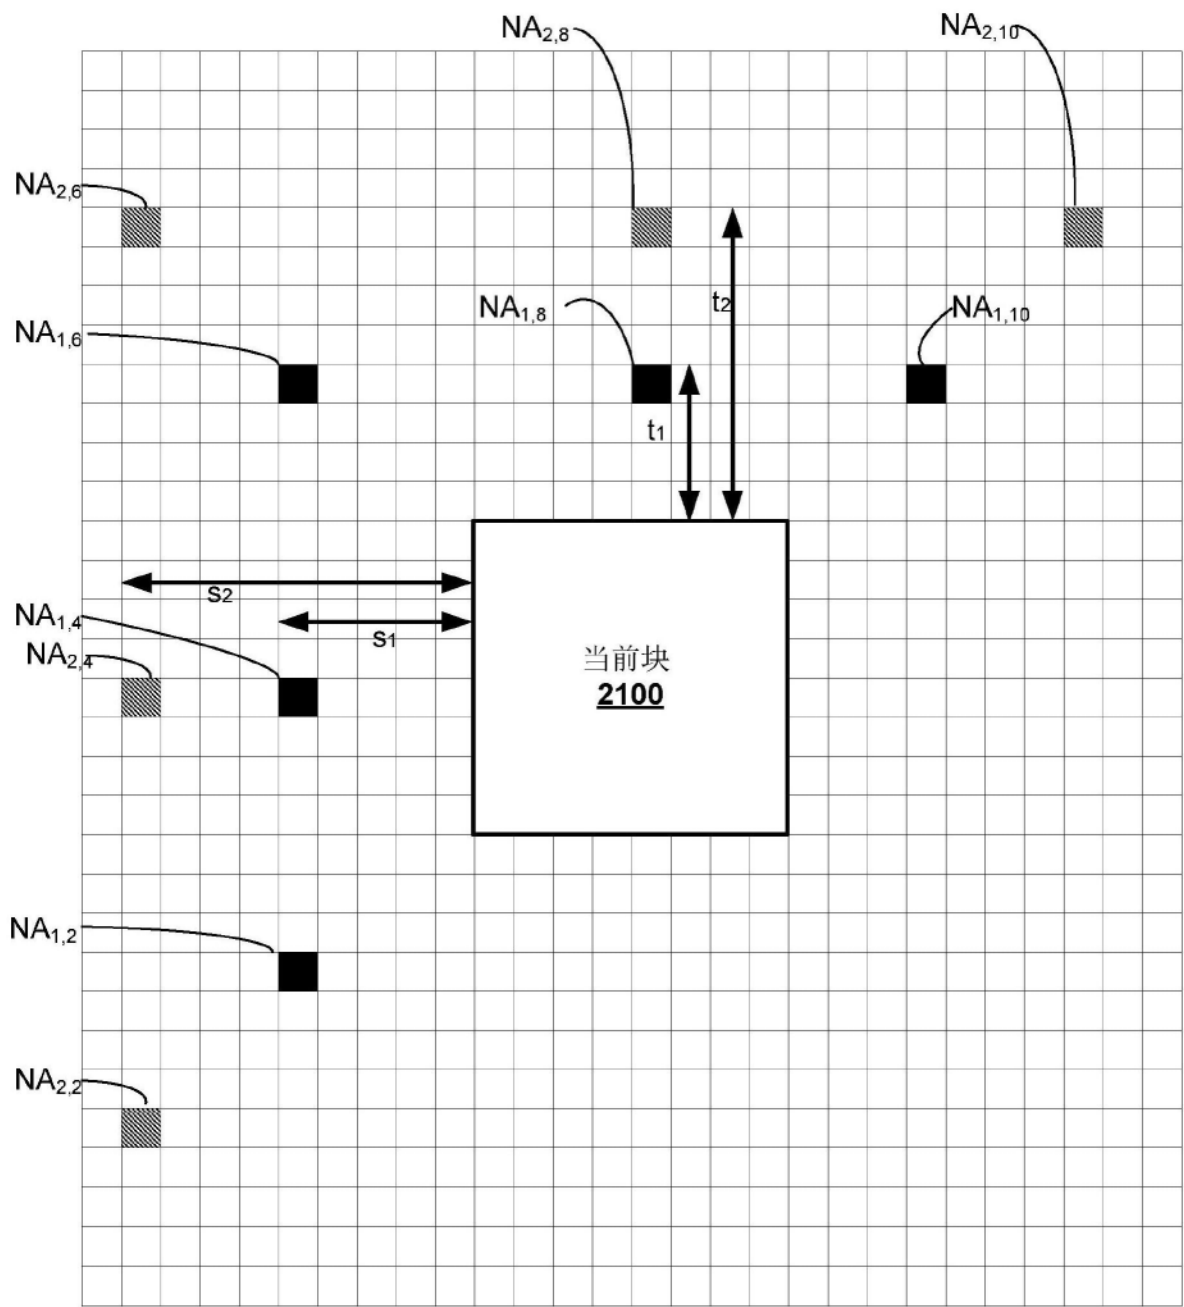 NA2,8
NA2,10
NA2,6
NA1,8
t2
NA1,10
NA1,6
t1
s2
NA1,4
s1
NA2,4
当前块
2100
NA1,2
NA2,2